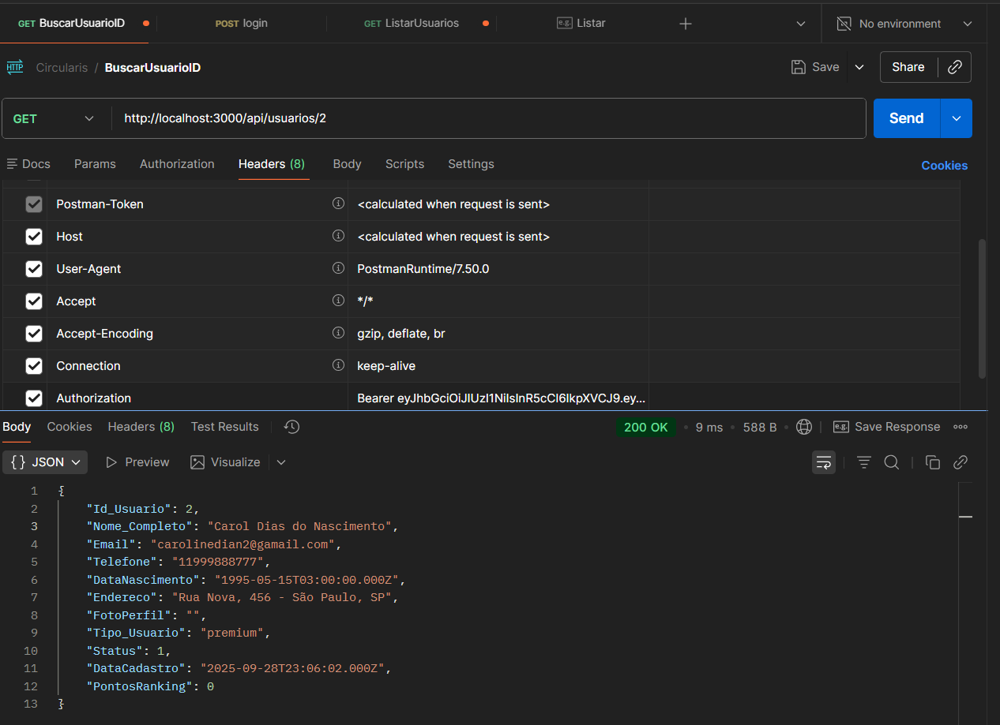 GET BuscarUsuarioID POST login GET ListarUsuarios e.g. Listar No environment
HTTP Circularis / BuscarUsuarioID Save Share
GET http://localhost:3000/api/usuarios/2 Send
Docs Params Authorization Headers (8) Body Scripts Settings Cookies
Postman-Token <calculated when request is sent>
Host <calculated when request is sent>
User-Agent PostmanRuntime/7.50.0
Accept */*
Accept-Encoding gzip, deflate, br
Connection keep-alive
Authorization Bearer eyJhbGciOiJIUzI1NiIsInR5cCI6IkpXVCJ9.ey...
Body Cookies Headers (8) Test Results 200 OK • 9 ms • 588 B • e.g. Save Response
{} JSON Preview Visualize
1 {
2 "Id_Usuario": 2,
3 "Nome_Completo": "Carol Dias do Nascimento",
4 "Email": "carolinedian2@gamail.com",
5 "Telefone": "11999888777",
6 "DataNascimento": "1995-05-15T03:00:00.000Z",
7 "Endereco": "Rua Nova, 456 - São Paulo, SP",
8 "FotoPerfil": "",
9 "Tipo_Usuario": "premium",
10 "Status": 1,
11 "DataCadastro": "2025-09-28T23:06:02.000Z",
12 "PontosRanking": 0
13 }